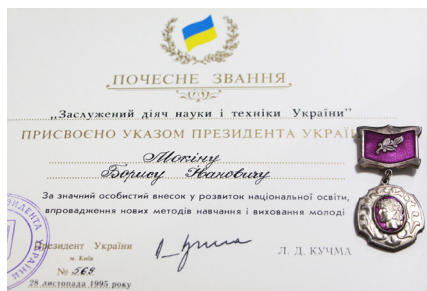 ПОЧЕСНЕ ЗВАННЯ
,,Заслужений діяч науки і техніки України"
ПРИСВОЄНО УКАЗОМ ПРЕЗИДЕНТА УКРАЇ
Мокіну
Борису Івановичу
За значний особистий внесок у розвиток національної освіти,
впровадження нових методів навчання і виховання молоді
Президент України
Л. Д. КУЧМА
м. Київ
№ 568
28 листопада 1995 року